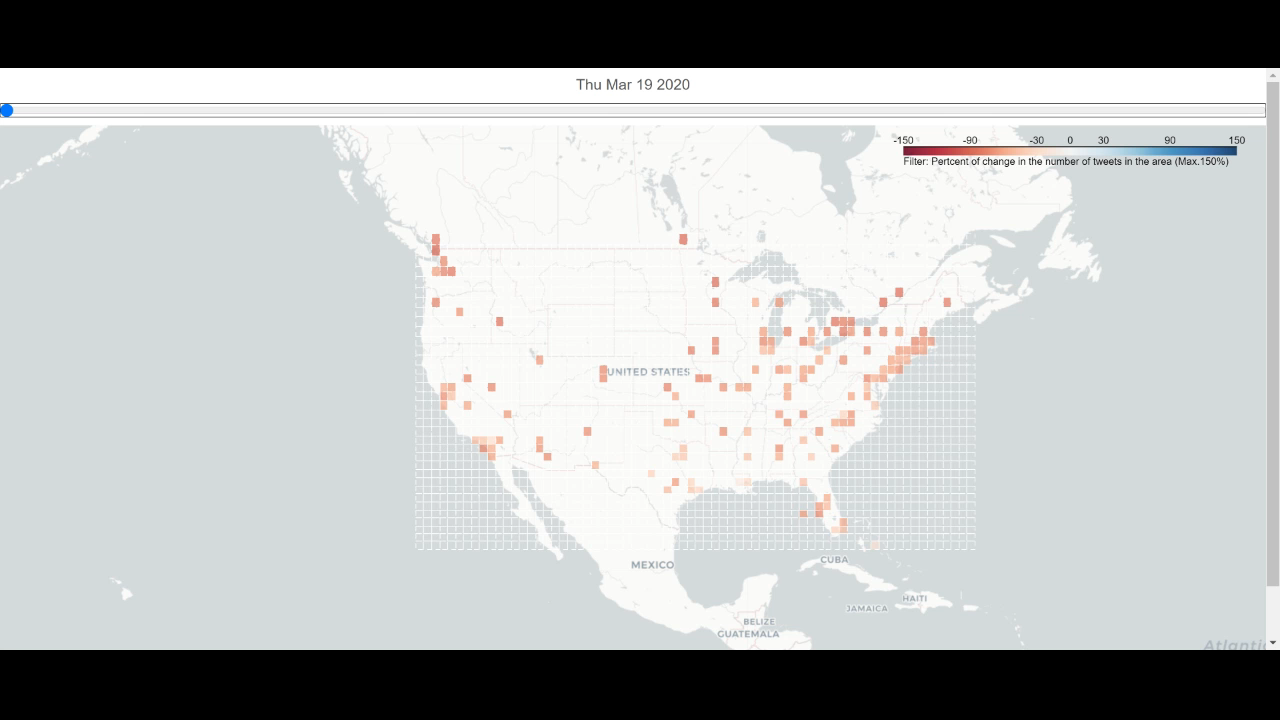 Thu Mar 19 2020
-150 -90 -30 0 30 90 150
Filter: Pertcent of change in the number of tweets in the area (Max.150%)
UNITED STATES
MEXICO
CUBA
HAITI
JAMAICA
BELIZE
GUATEMALA
Atlantic